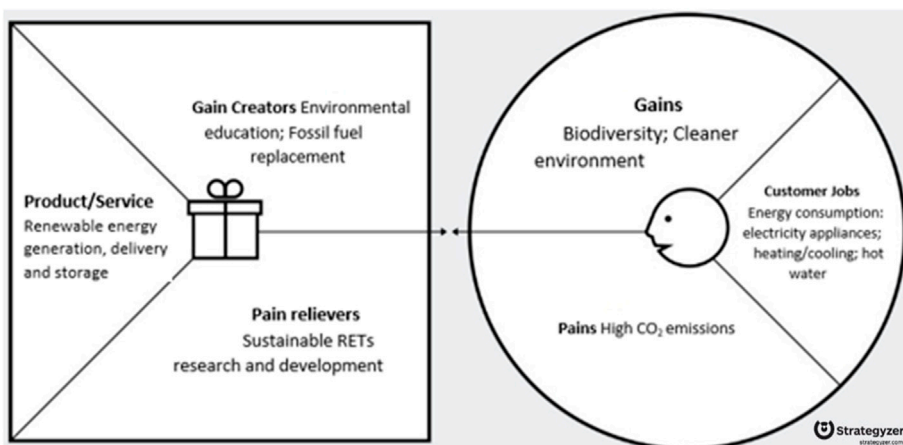 Gain Creators Environmental
education; Fossil fuel
replacement
Product/Service
Renewable energy
generation, delivery
and storage
Pain relievers
Sustainable RETs
research and development
Gains
Biodiversity; Cleaner
environment
Customer Jobs
Energy consumption:
electricity appliances;
heating/cooling; hot
water
Pains High CO₂ emissions
Strategyzer
strategyzer.com